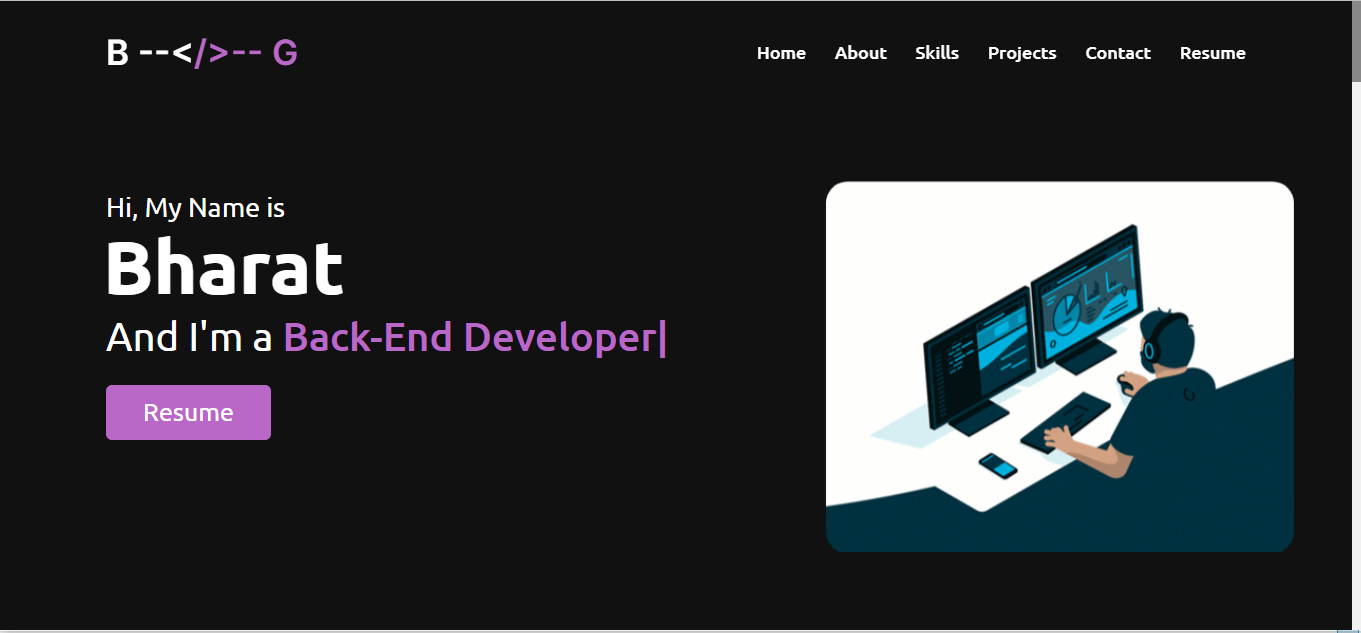 B --</>-- G
Home About Skills Projects Contact Resume
Hi, My Name is
Bharat
And I'm a Back-End Developer|
Resume